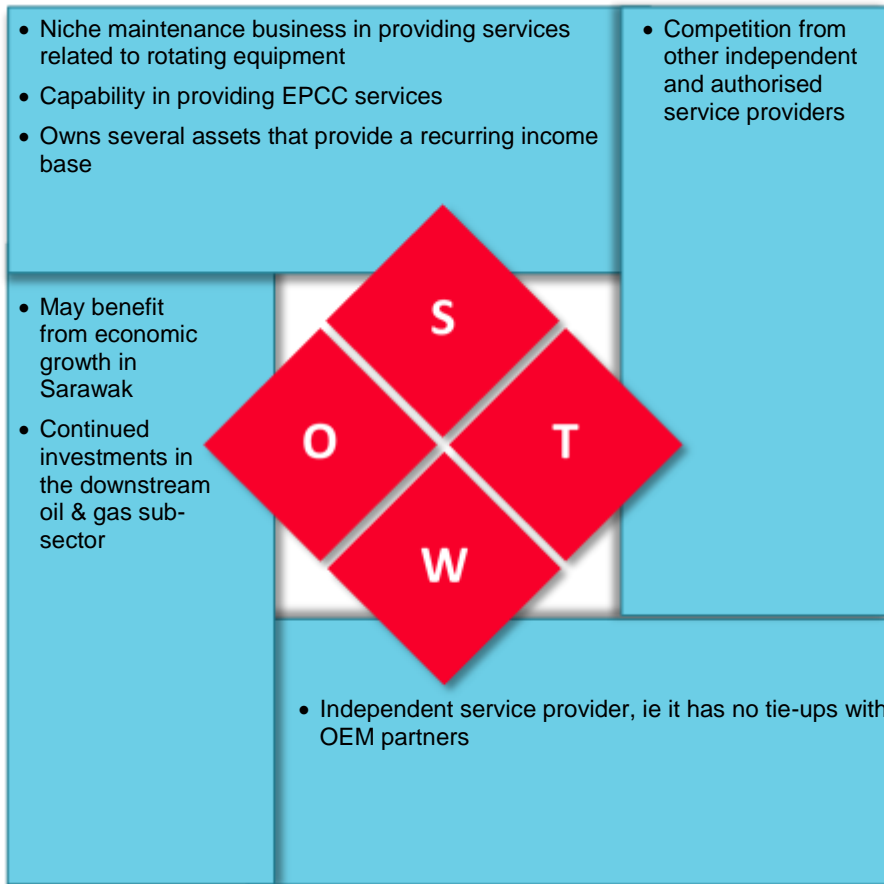 • Niche maintenance business in providing services
related to rotating equipment
• Capability in providing EPCC services
• Owns several assets that provide a recurring income
base
• Competition from
other independent
and authorised
service providers
• May benefit
from economic
growth in
Sarawak
• Continued
investments in
the downstream
oil & gas sub-
sector
S
O
T
W
• Independent service provider, ie it has no tie-ups with
OEM partners